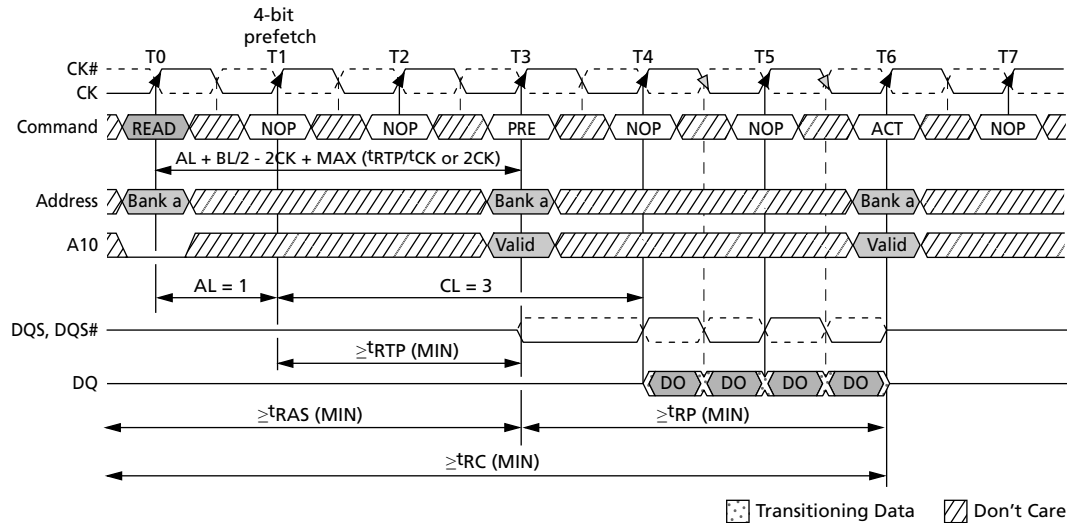 4-bit
prefetch
T0 T1 T2 T3 T4 T5 T6 T7
CK#
CK
Command READ NOP NOP PRE NOP NOP ACT NOP
AL + BL/2 - 2CK + MAX (tRTP/tCK or 2CK)
Address Bank a Bank a Bank a
A10 Valid Valid
AL = 1 CL = 3
DQS, DQS#
≥tRTP (MIN)
DQ DO DO DO DO
≥tRAS (MIN) ≥tRP (MIN)
≥tRC (MIN)
Transitioning Data Don't Care